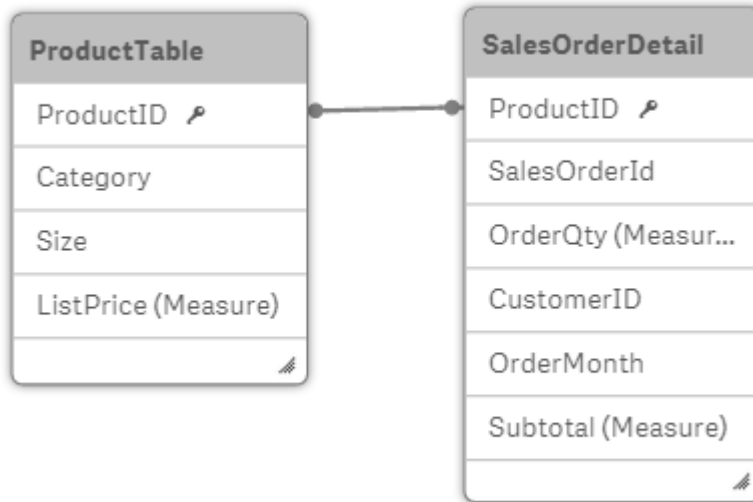 ProductTable
ProductID
Category
Size
ListPrice (Measure)
SalesOrderDetail
ProductID
SalesOrderId
OrderQty (Measur...
CustomerID
OrderMonth
Subtotal (Measure)